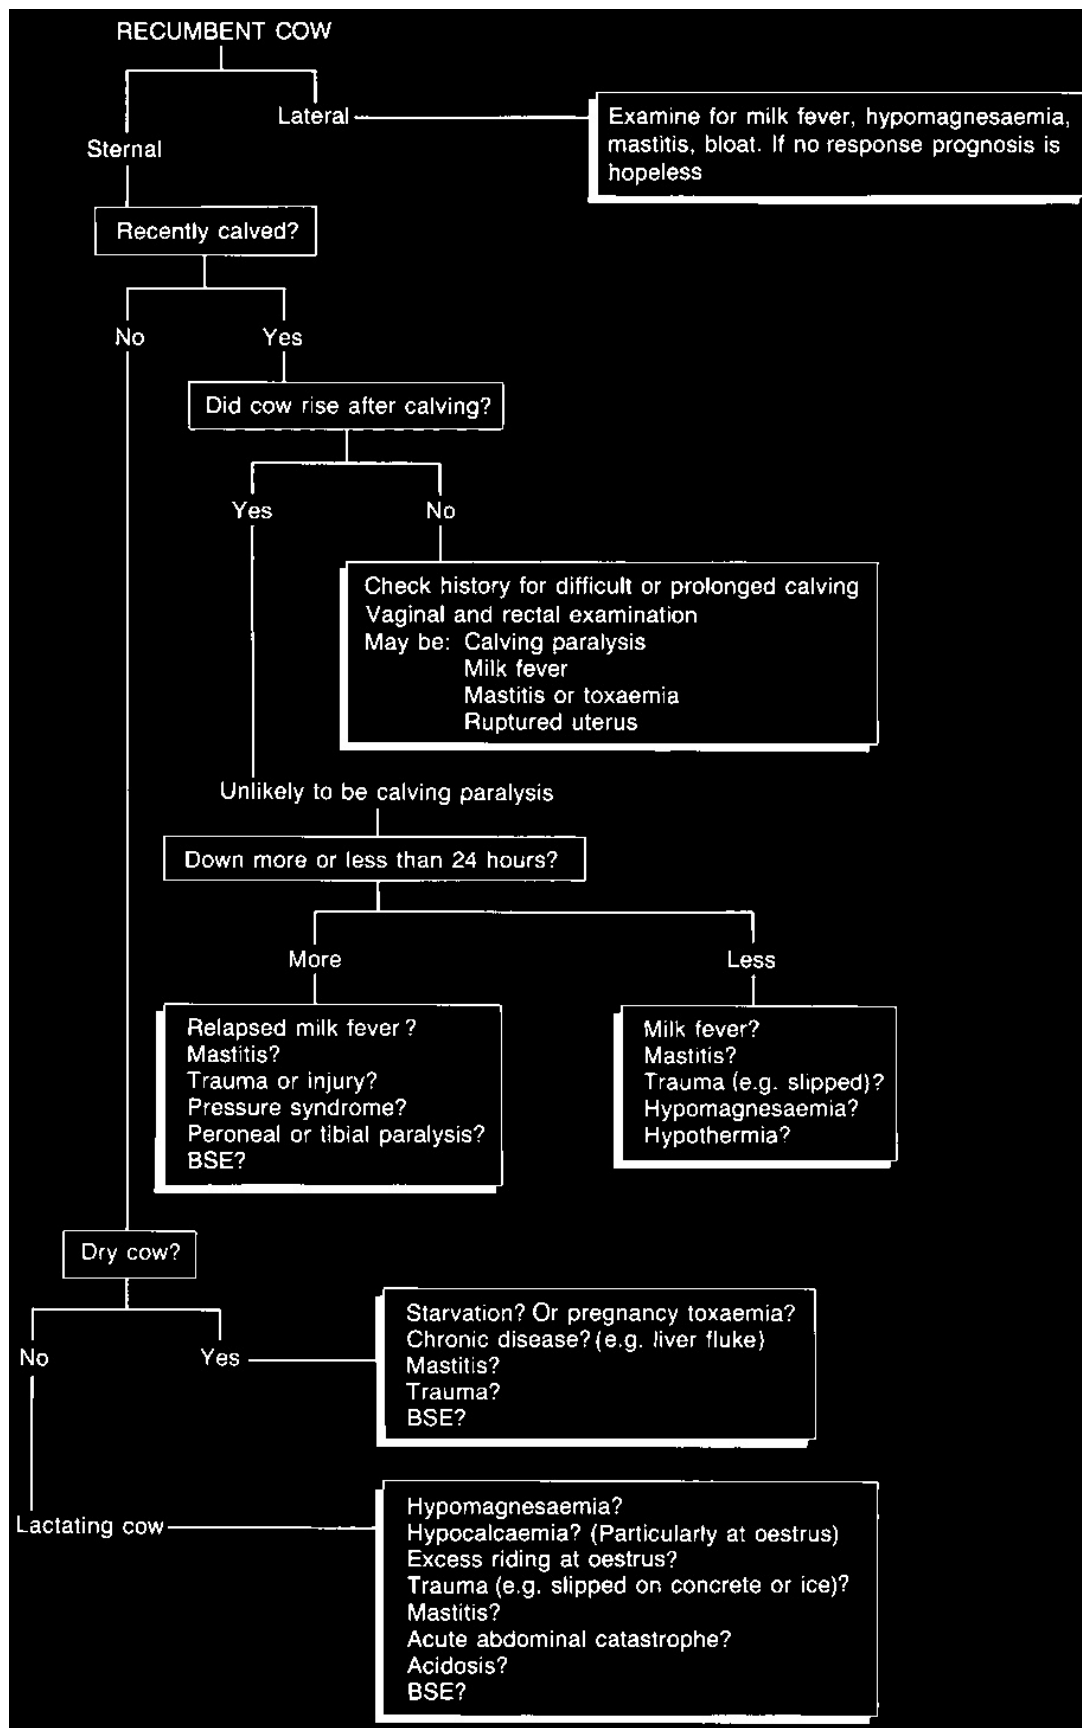 RECUMBENT COW
Lateral
Sternal
Examine for milk fever, hypomagnesaemia,
mastitis, bloat. If no response prognosis is
hopeless
Recently calved?
No
Yes
Did cow rise after calving?
Yes
No
Check history for difficult or prolonged calving
Vaginal and rectal examination
May be: Calving paralysis
Milk fever
Mastitis or toxaemia
Ruptured uterus
Unlikely to be calving paralysis
Down more or less than 24 hours?
More
Less
Relapsed milk fever?
Mastitis?
Trauma or injury?
Pressure syndrome?
Peroneal or tibial paralysis?
BSE?
Milk fever?
Mastitis?
Trauma (e.g. slipped)?
Hypomagnesaemia?
Hypothermia?
Dry cow?
No
Yes
Starvation? Or pregnancy toxaemia?
Chronic disease? (e.g. liver fluke)
Mastitis?
Trauma?
BSE?
Lactating cow
Hypomagnesaemia?
Hypocalcaemia? (Particularly at oestrus)
Excess riding at oestrus?
Trauma (e.g. slipped on concrete or ice)?
Mastitis?
Acute abdominal catastrophe?
Acidosis?
BSE?